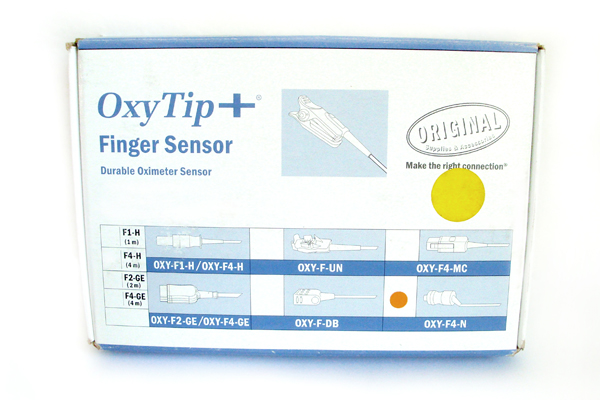 OxyTip+®
Finger Sensor
Durable Oximeter Sensor
ORIGINAL
Supplies & Accessories
Make the right connection®
F1-H
(1 m)
F4-H
(4 m)
OXY-F1-H/OXY-F4-H
OXY-F-UN
OXY-F4-MC
F2-GE
(2 m)
F4-GE
(4 m)
OXY-F2-GE/OXY-F4-GE
OXY-F-DB
OXY-F4-N